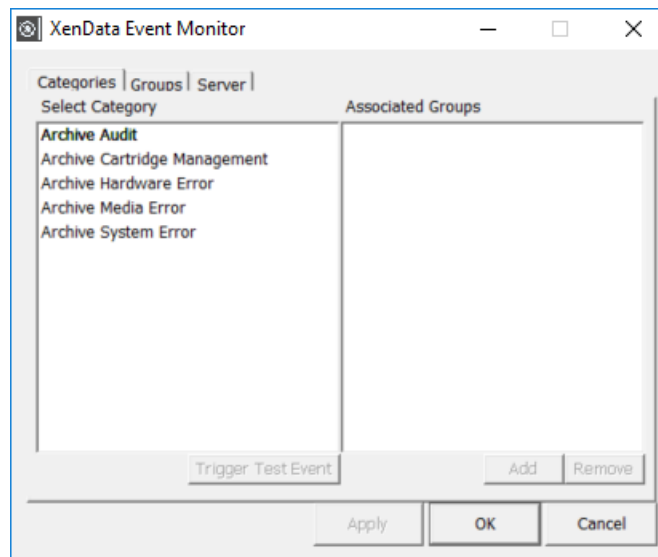 XenData Event Monitor
Categories Groups Server
Select Category Associated Groups
Archive Audit
Archive Cartridge Management
Archive Hardware Error
Archive Media Error
Archive System Error
Trigger Test Event Add Remove
Apply OK Cancel